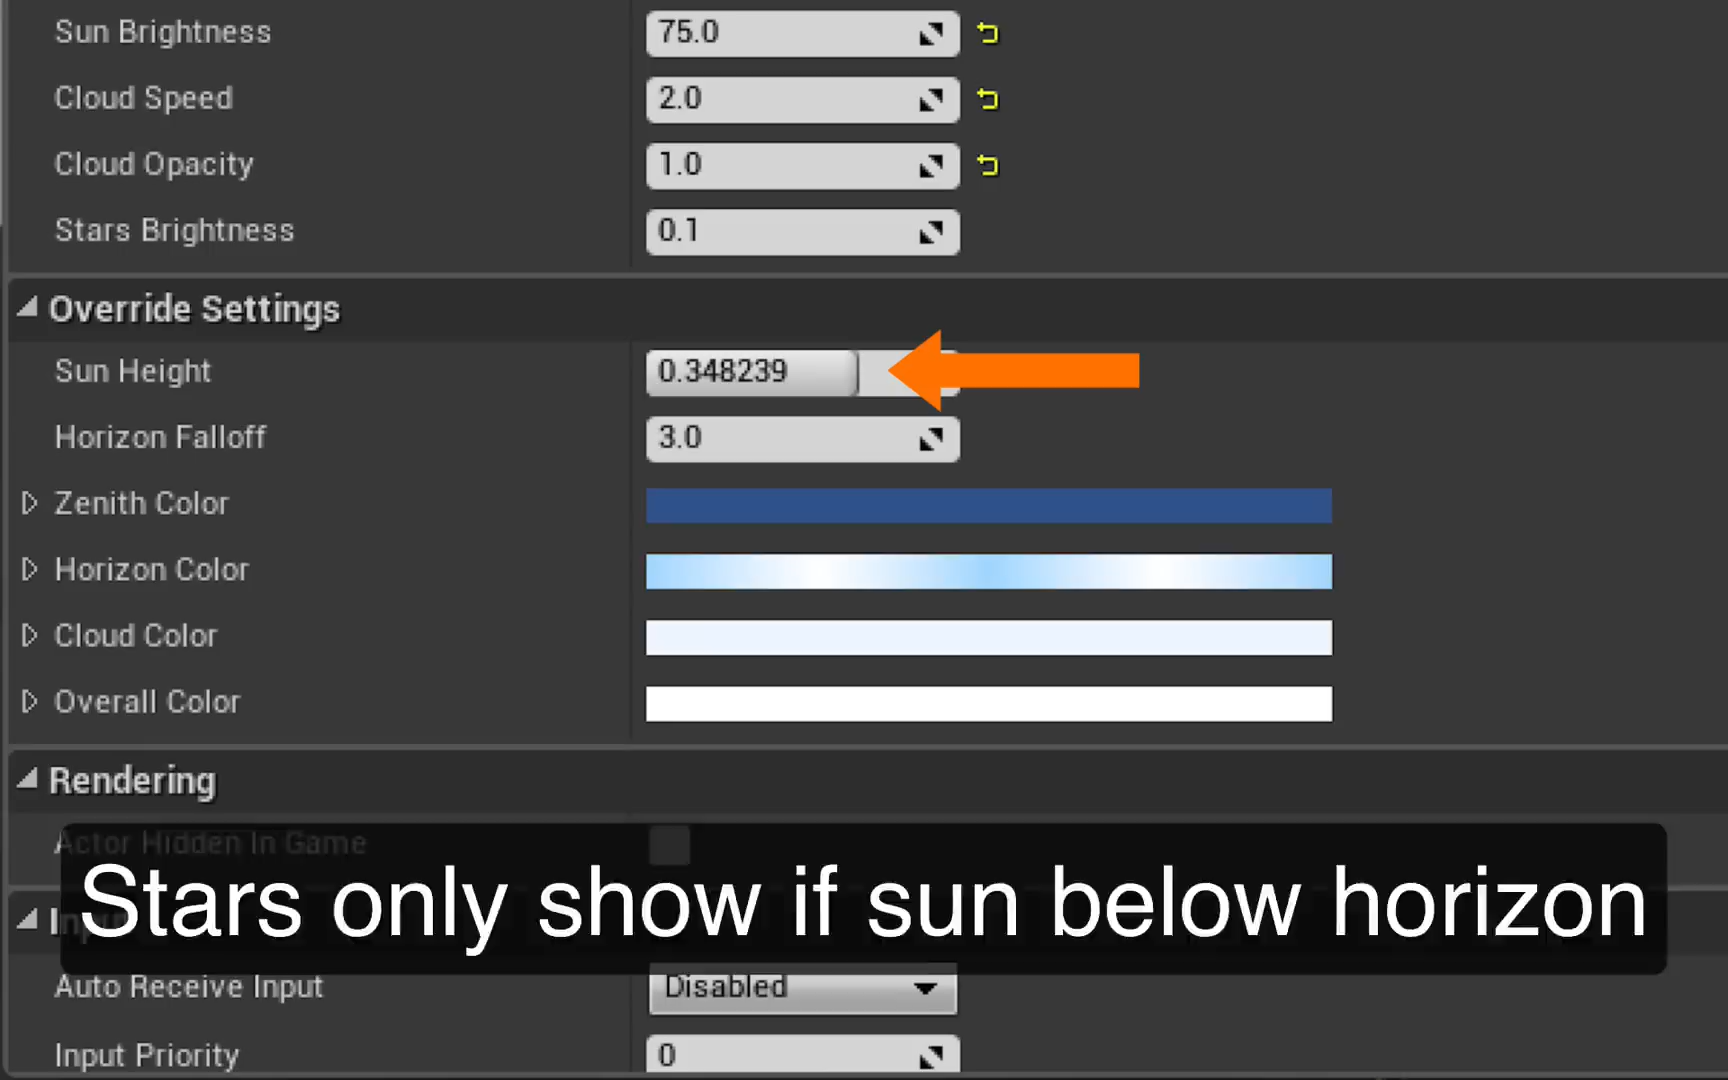 Sun Brightness 75.0
Cloud Speed 2.0
Cloud Opacity 1.0
Stars Brightness 0.1
Override Settings
Sun Height 0.348239
Horizon Falloff 3.0
Zenith Color
Horizon Color
Cloud Color
Overall Color
Rendering
Actor Hidden In Game
Stars only show if sun below horizon
Auto Receive Input Disabled
Input Priority 0